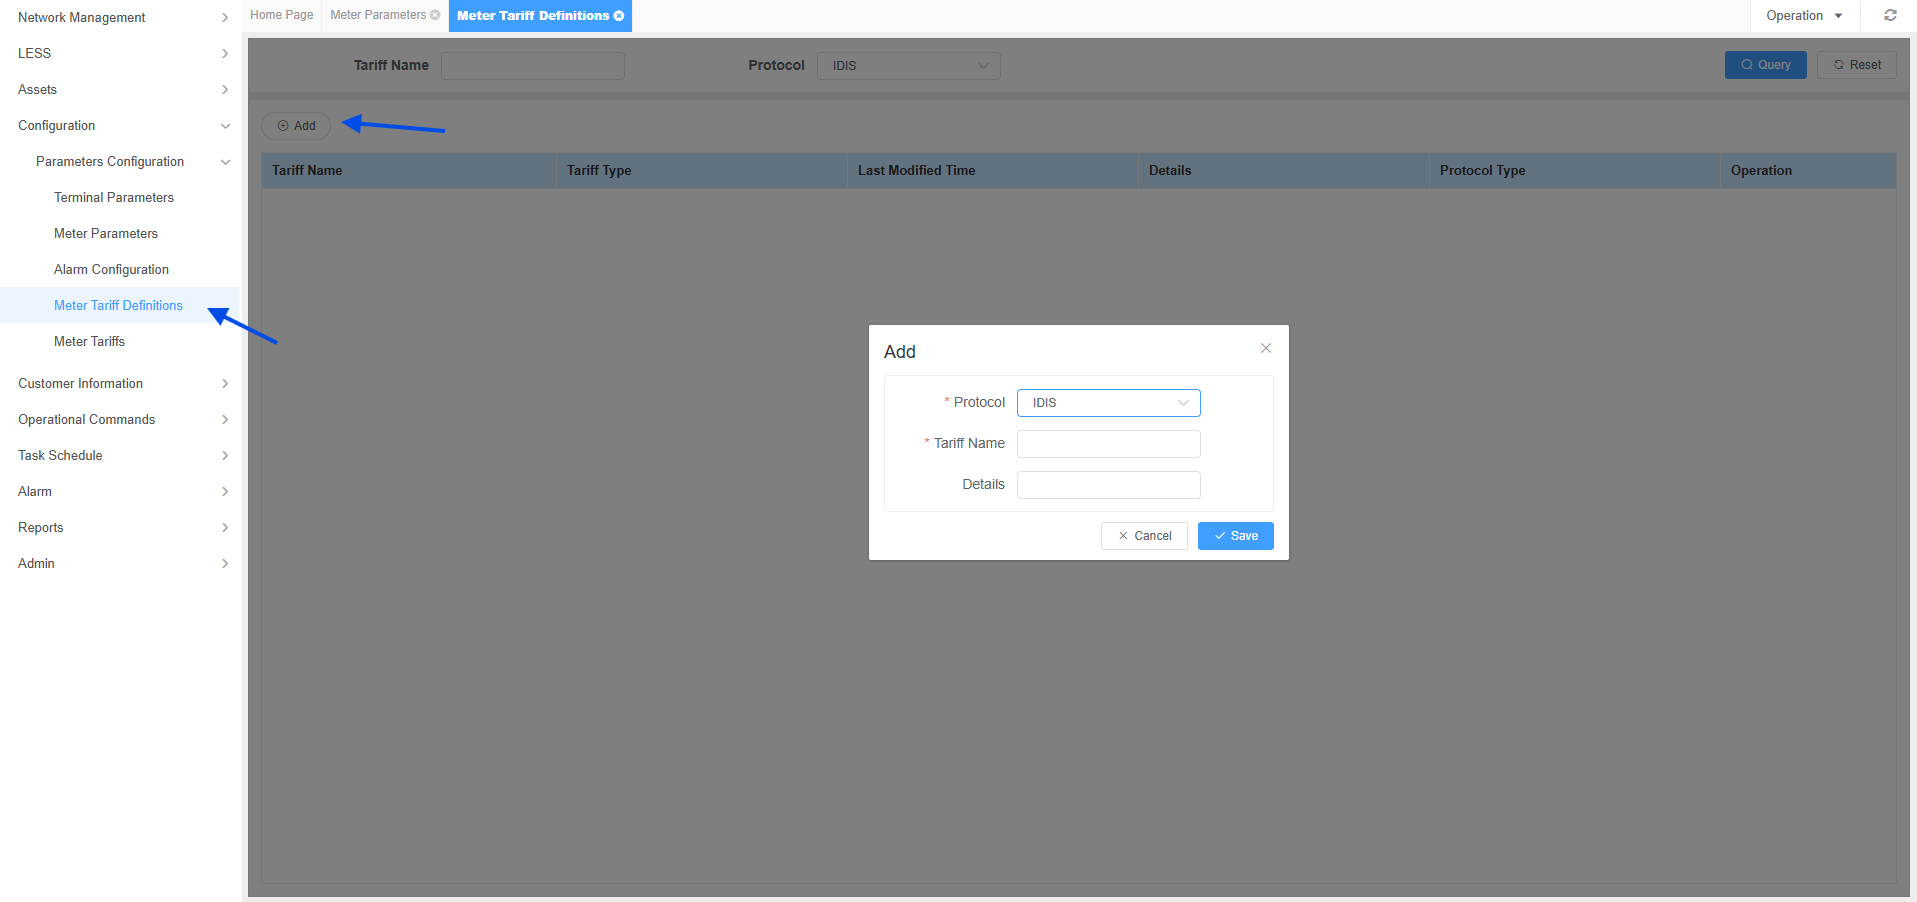 Network Management
LESS
Assets
Configuration
Parameters Configuration
Terminal Parameters
Meter Parameters
Alarm Configuration
Meter Tariff Definitions
Meter Tariffs
Customer Information
Operational Commands
Task Schedule
Alarm
Reports
Admin
Home Page Meter Parameters Meter Tariff Definitions Operation
Tariff Name Protocol IDIS Query Reset
Add
Tariff Name Tariff Type Last Modified Time Details Protocol Type Operation
Add
* Protocol IDIS
* Tariff Name
Details
Cancel Save